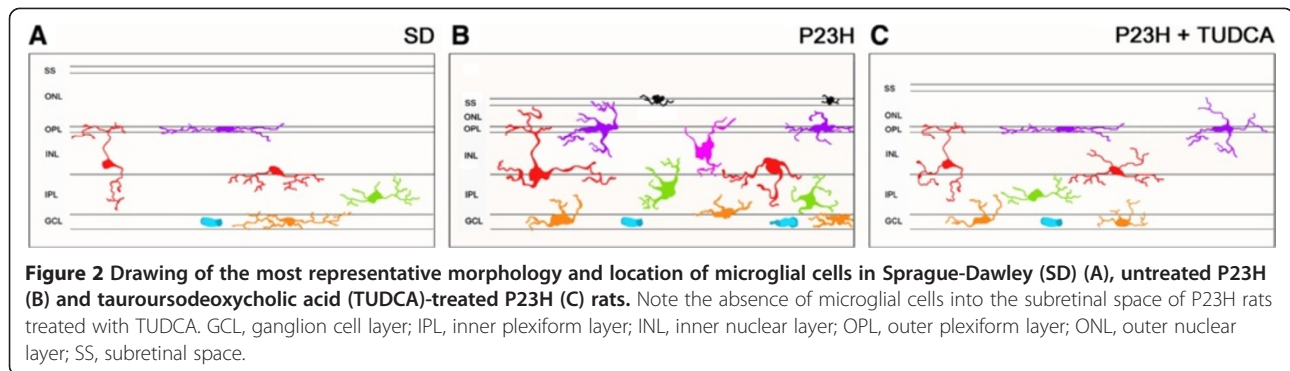 A SD
B P23H
C P23H + TUDCA
SS
ONL
OPL
INL
IPL
GCL
SS
ONL
OPL
INL
IPL
GCL
SS
ONL
OPL
INL
IPL
GCL
Figure 2 Drawing of the most representative morphology and location of microglial cells in Sprague-Dawley (SD) (A), untreated P23H
(B) and tauroursodeoxycholic acid (TUDCA)-treated P23H (C) rats. Note the absence of microglial cells into the subretinal space of P23H rats
treated with TUDCA. GCL, ganglion cell layer; IPL, inner plexiform layer; INL, inner nuclear layer; OPL, outer plexiform layer; ONL, outer nuclear
layer; SS, subretinal space.